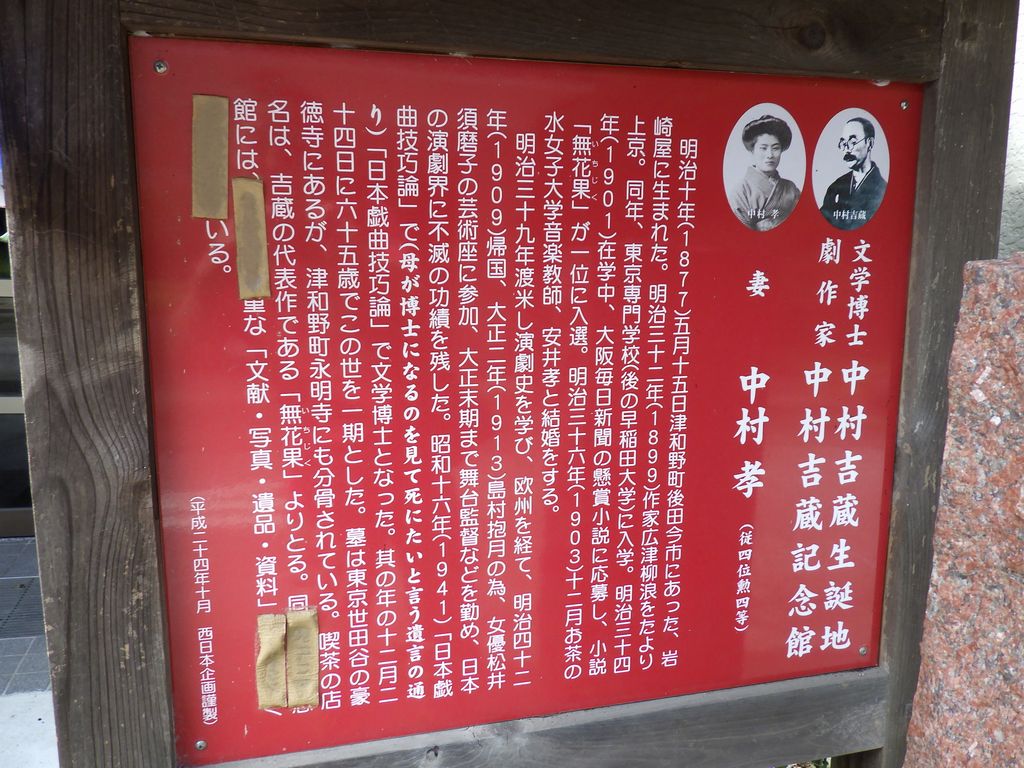 中村吉蔵
中村 孝
文学博士 中村吉蔵生誕地
劇作家 中村吉蔵記念館
妻 中村 孝 (従四位勲四等)
明治十年(1877)五月十五日津和野町後田今市にあった、岩
崎屋に生まれた。明治三十二年(1899)作家広津柳浪をたより
上京。同年、東京専門学校(後の早稲田大学)に入学。明治三十四
年(1901)在学中、大阪毎日新聞の懸賞小説に応募し、小説
「無花果」が一位に入選。明治三十六年(1903)十二月お茶の
いちじく
水女子大学音楽教師、安井孝と結婚をする。
明治三十九年渡米し演劇史を学び、欧州を経て、明治四十二
年(1909)帰国、大正二年(1913)島村抱月の為、女優松井
須磨子の芸術座に参加、大正末期まで舞台監督などを勤め、日本
の演劇界に不滅の功績を残した。昭和十六年(1941)「日本戯
曲技巧論」で(母が博士になるのを見て死にたいと言う遺言の通
り)「日本戯曲技巧論」で文学博士となった。其の年の十二月二
十四日に六十五歳でこの世を一期とした。墓は東京世田谷の豪
徳寺にあるが、津和野町永明寺にも分骨されている。喫茶の店
名は、吉蔵の代表作である「無花果」よりとる。同
いちじく
館には、重な「文献・写真・遺品・資料」
いる。
(平成二十四年十月 西日本企画謹製)